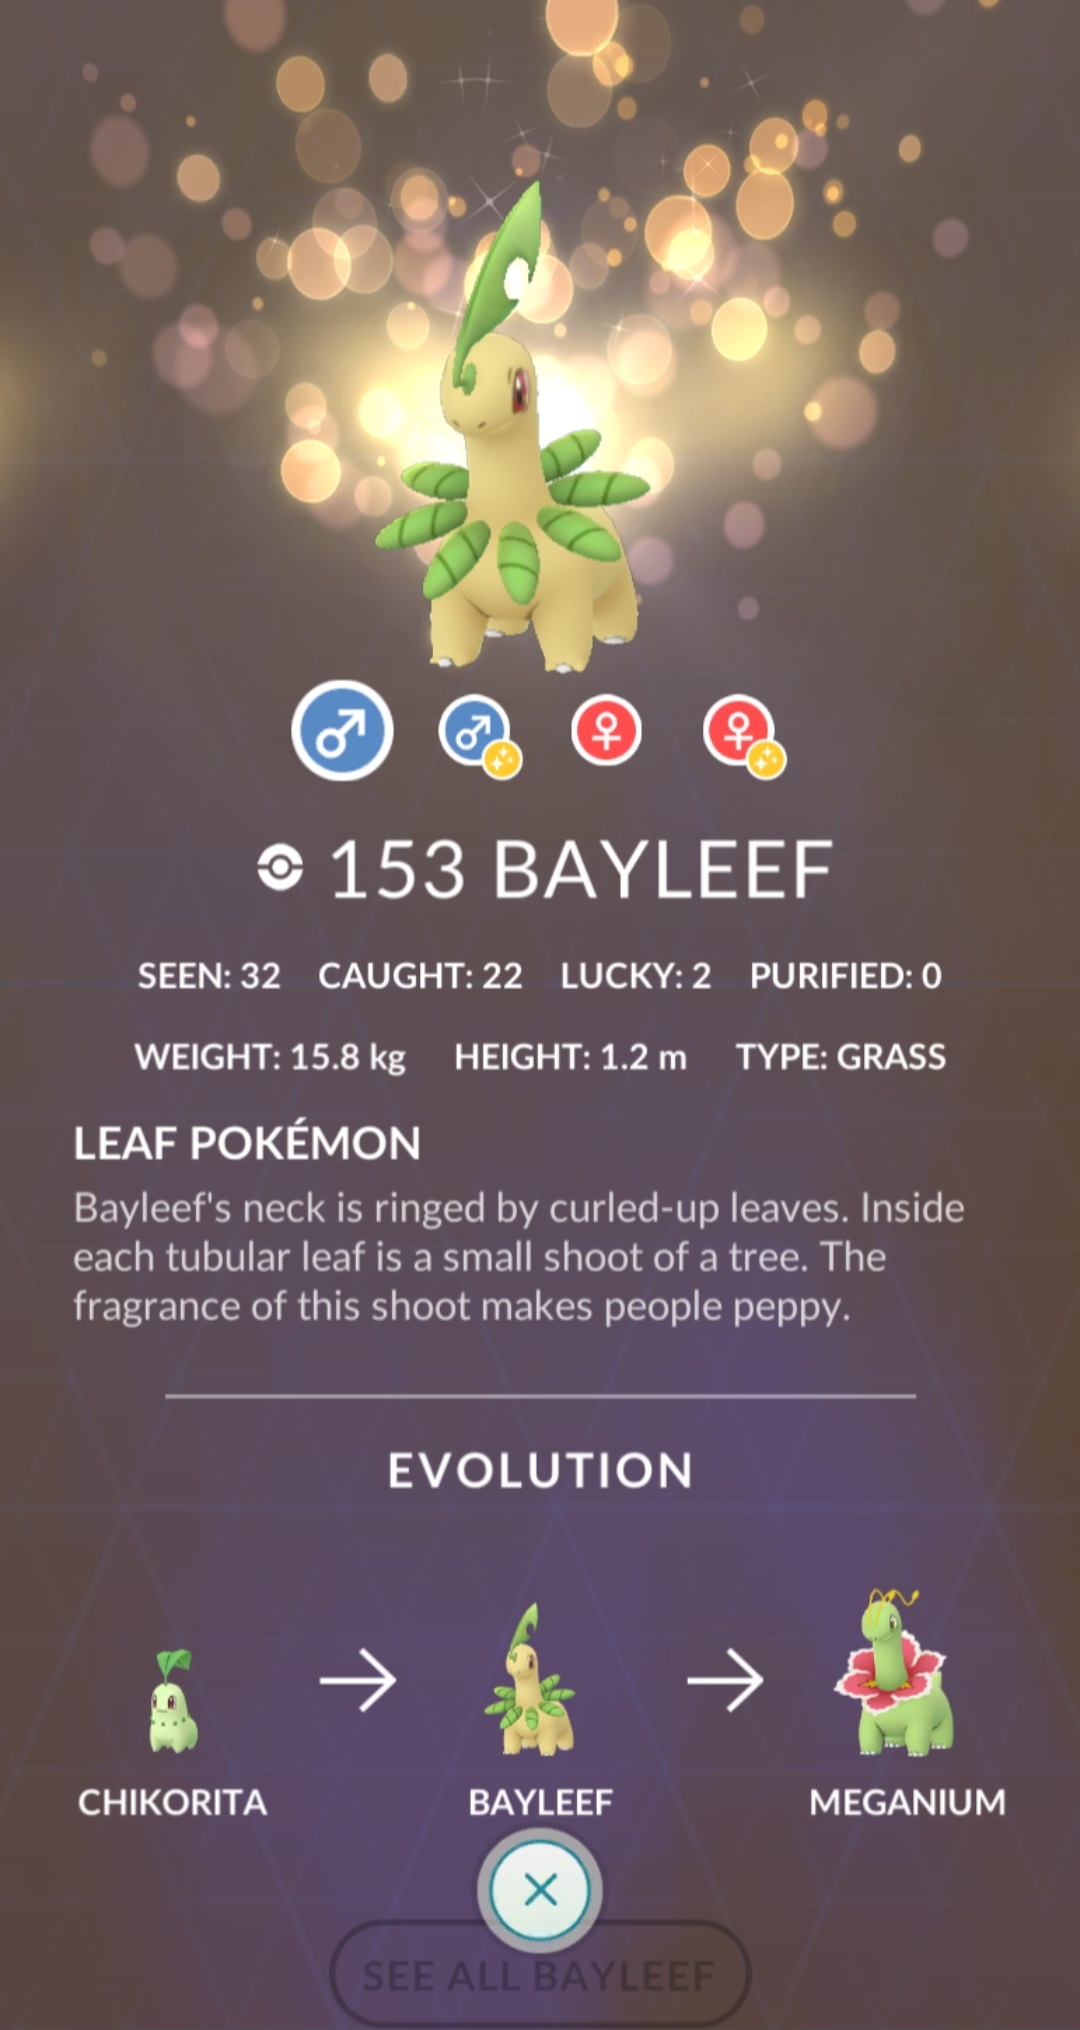 153 BAYLEEF
SEEN: 32 CAUGHT: 22 LUCKY: 2 PURIFIED: 0
WEIGHT: 15.8 kg HEIGHT: 1.2 m TYPE: GRASS
LEAF POKÉMON
Bayleef's neck is ringed by curled-up leaves. Inside
each tubular leaf is a small shoot of a tree. The
fragrance of this shoot makes people peppy.
EVOLUTION
CHIKORITA BAYLEEF MEGANIUM
SEE ALL BAYLEEF